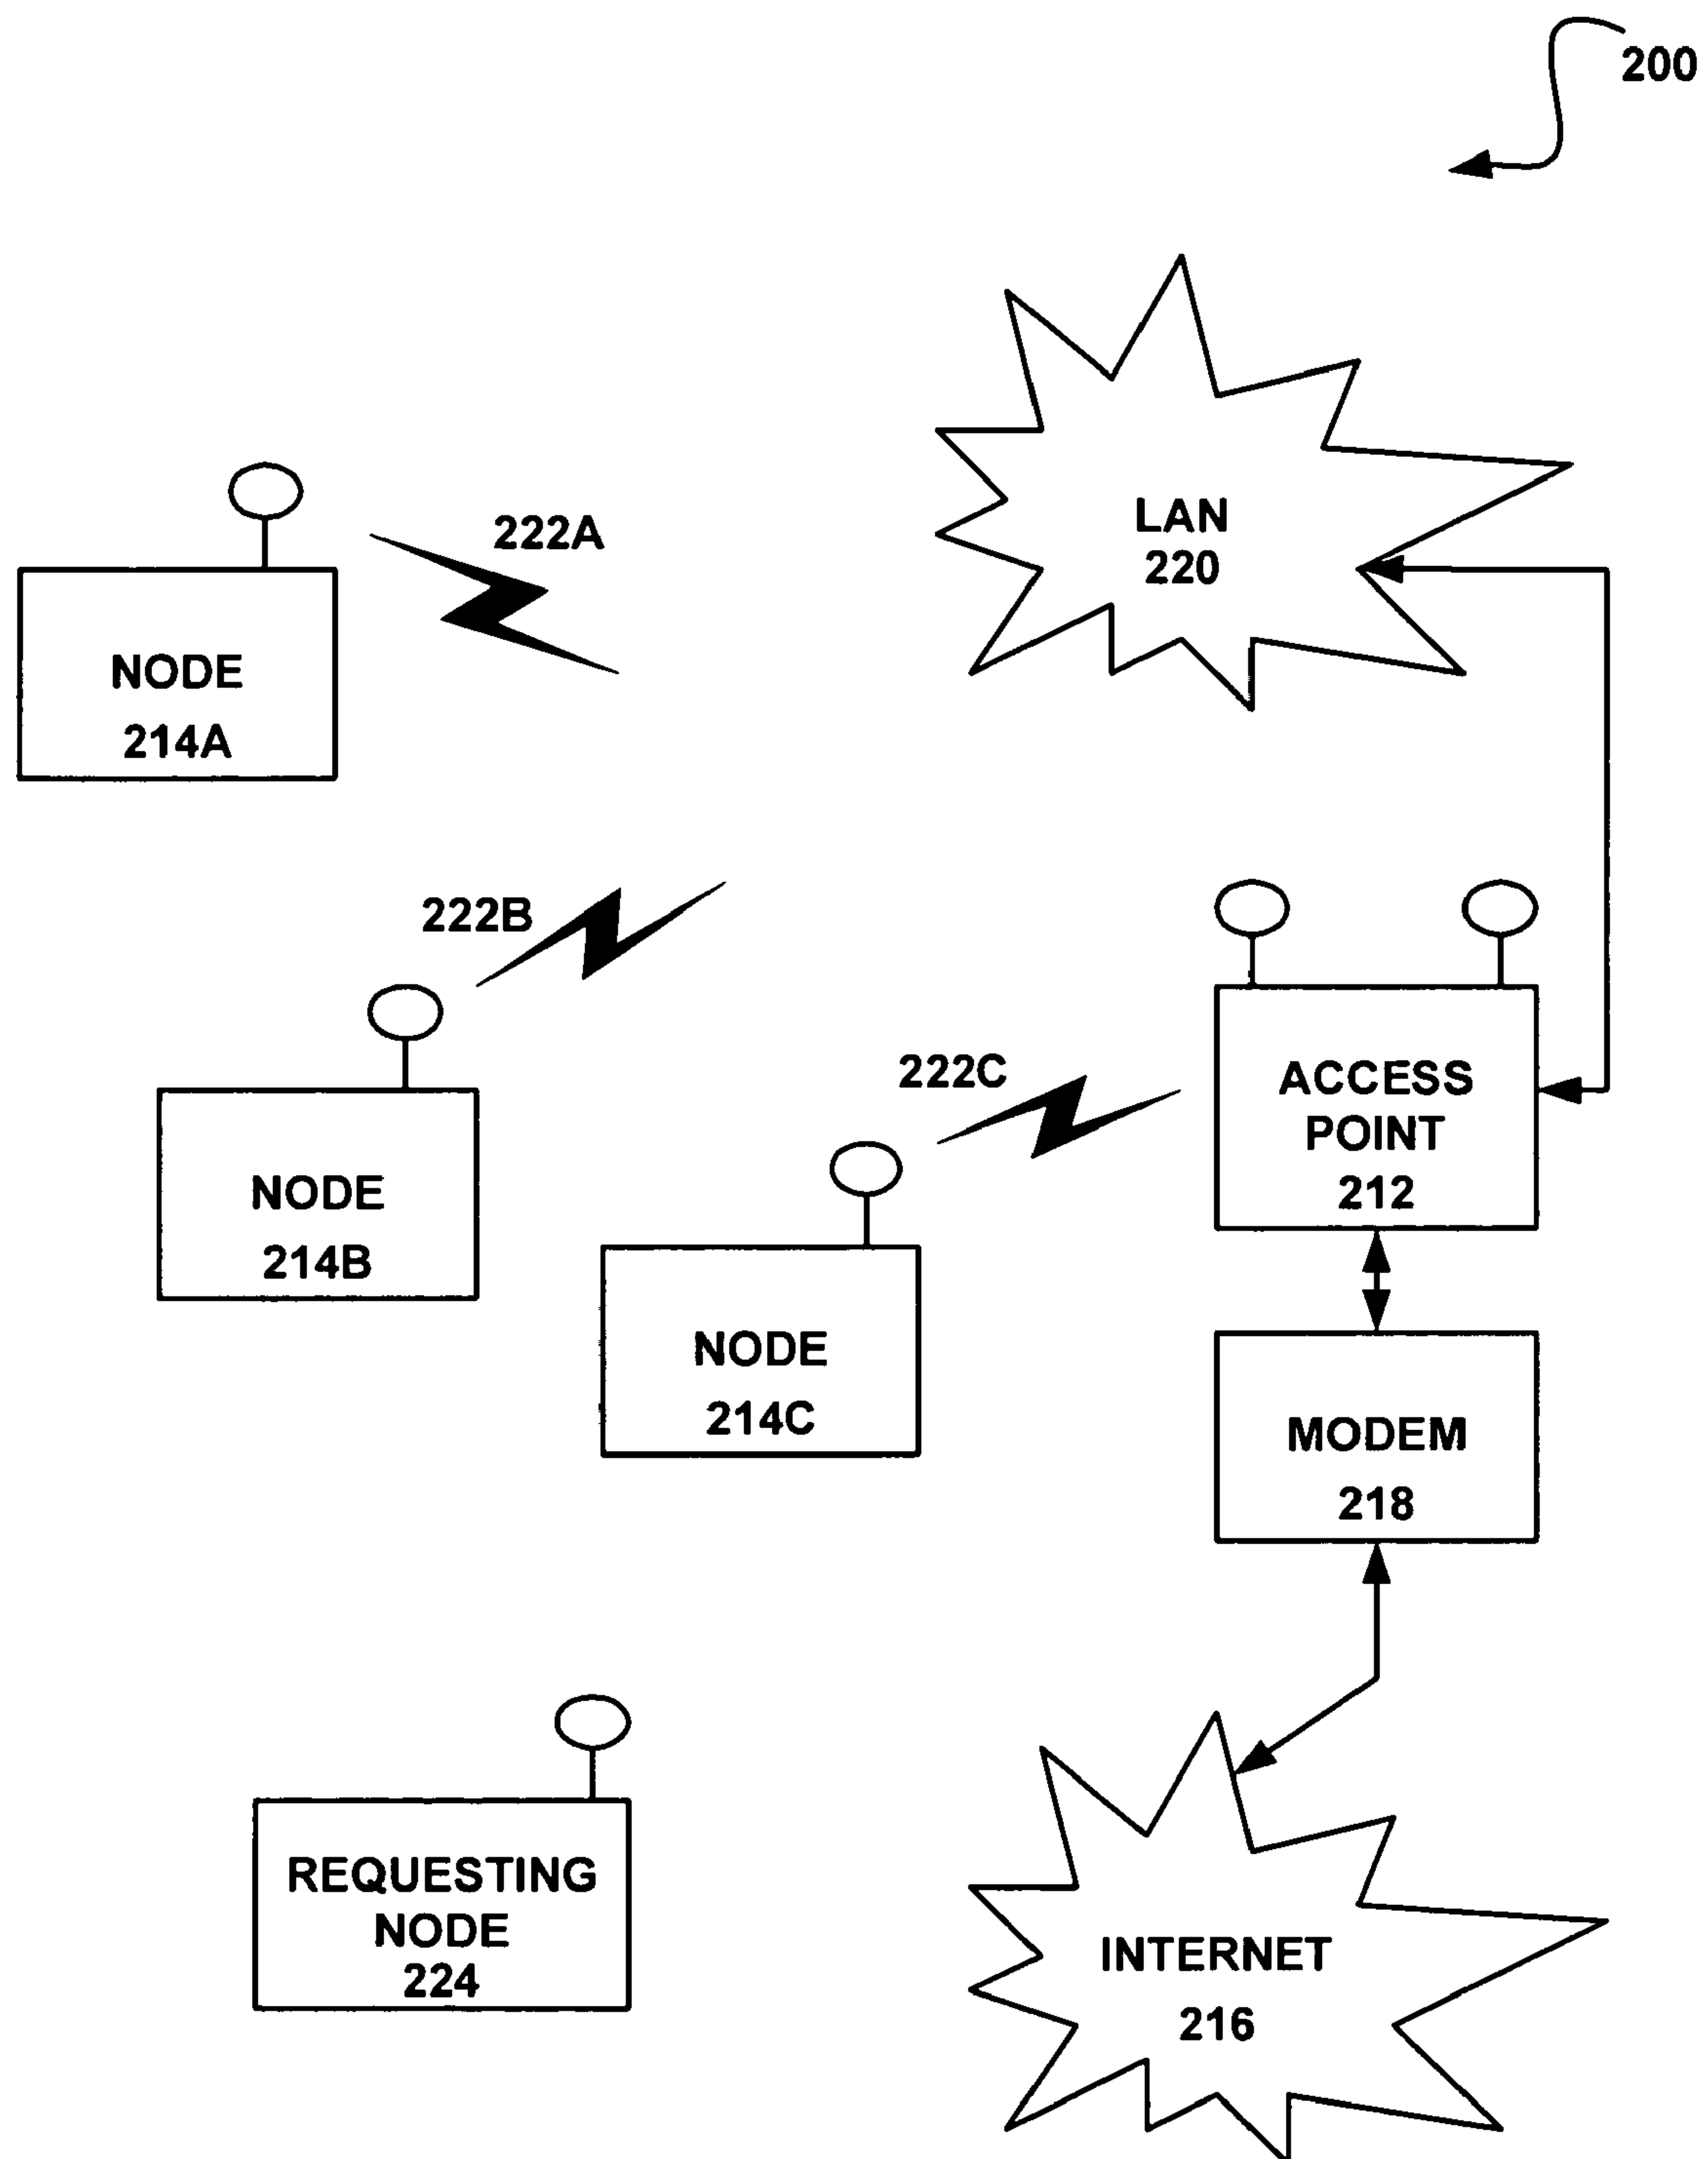 200
LAN
220
222A
NODE
214A
222B
NODE
214B
222C
ACCESS
POINT
212
NODE
214C
MODEM
218
REQUESTING
NODE
224
INTERNET
216